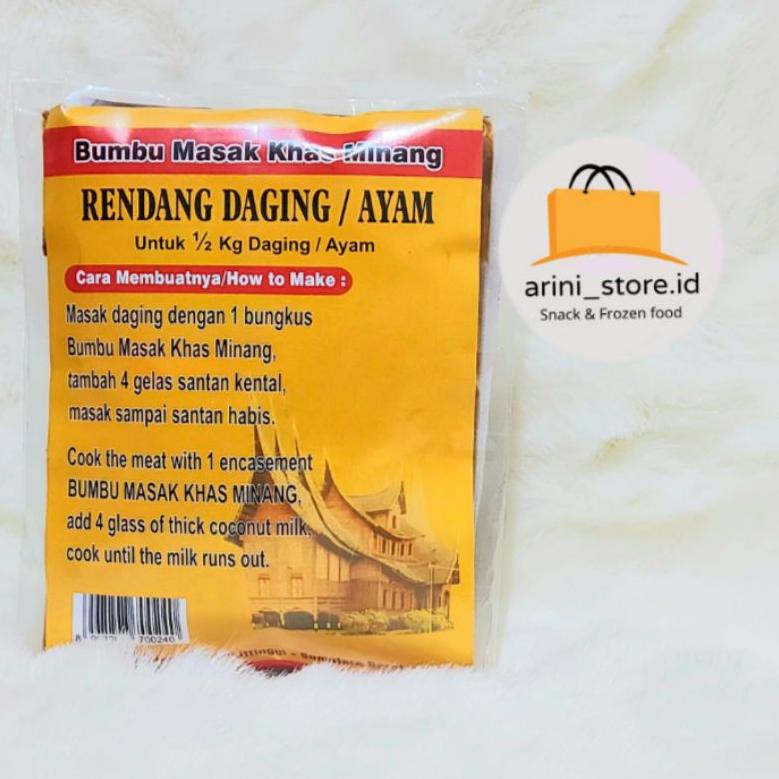 Bumbu Masak Khas Minang
RENDANG DAGING / AYAM
Untuk ½ Kg Daging / Ayam
Cara Membuatnya/How to Make :
Masak daging dengan 1 bungkus
Bumbu Masak Khas Minang,
tambah 4 gelas santan kental,
masak sampai santan habis.
Cook the meat with 1 encasement
BUMBU MASAK KHAS MINANG,
add 4 glass of thick coconut milk,
cook until the milk runs out.
700240
arini_store.id
Snack & Frozen food